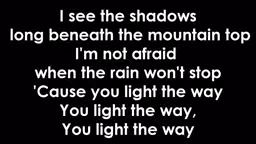 I see the shadows
long beneath the mountain top
I'm not afraid
when the rain won't stop
'Cause you light the way
You light the way,
You light the way